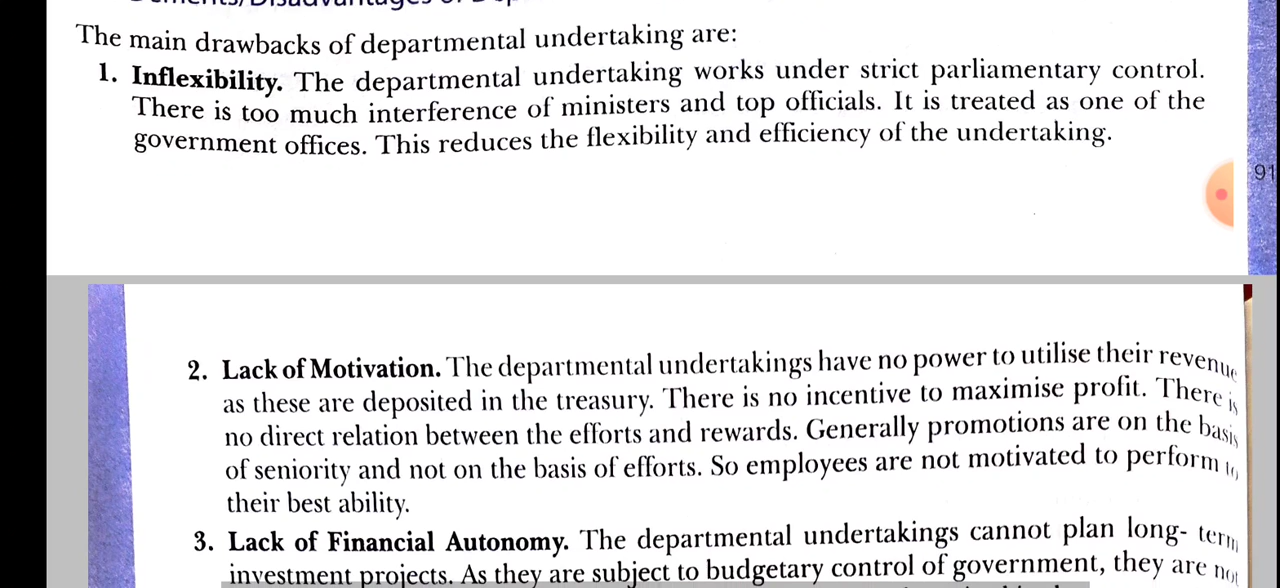 The main drawbacks of departmental undertaking are:
1. Inflexibility. The departmental undertaking works under strict parliamentary control.
There is too much interference of ministers and top officials. It is treated as one of the
government offices. This reduces the flexibility and efficiency of the undertaking.
91
2. Lack of Motivation. The departmental undertakings have no power to utilise their revenue
as these are deposited in the treasury. There is no incentive to maximise profit. There is
no direct relation between the efforts and rewards. Generally promotions are on the basis
of seniority and not on the basis of efforts. So employees are not motivated to perform to
their best ability.
3. Lack of Financial Autonomy. The departmental undertakings cannot plan long- term
investment projects. As they are subject to budgetary control of government, they are not